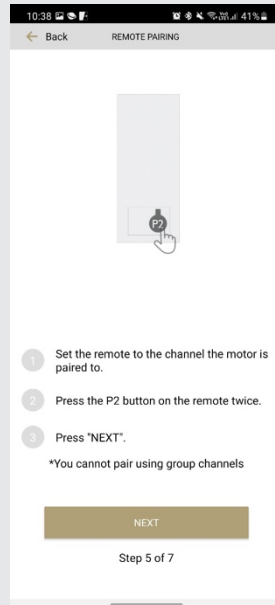 10:38 41%
Back REMOTE PAIRING
P2
1 Set the remote to the channel the motor is
paired to.
2 Press the P2 button on the remote twice.
3 Press "NEXT".
*You cannot pair using group channels
NEXT
Step 5 of 7